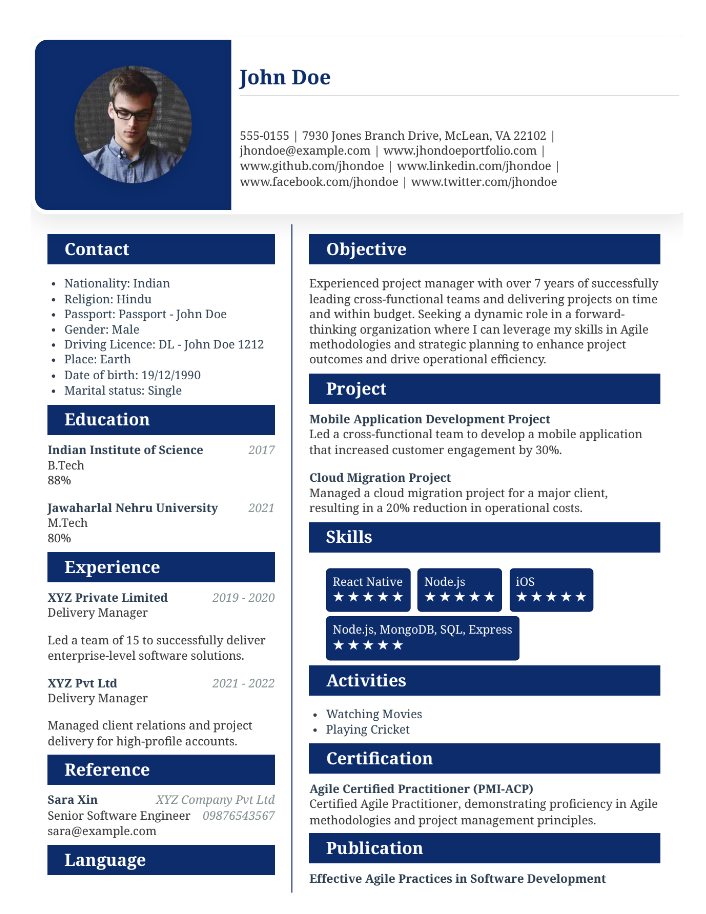 John Doe
555-0155 | 7930 Jones Branch Drive, McLean, VA 22102 |
jhondoe@example.com | www.jhondoeportfolio.com |
www.github/jhondoe | www.linkedin.com/jhondoe |
www.facebook.com/jhondoe | www.twitter.com/jhondoe
Contact
• Nationality: Indian
• Religion: Hindu
• Passport: Passport - John Doe
• Gender: Male
• Driving Licence: DL - John Doe 1212
• Place: Earth
• Date of birth: 19/12/1990
• Marital status: Single
Education
Indian Institute of Science 2017
B.Tech
88%
Jawaharlal Nehru University 2021
M.Tech
80%
Experience
XYZ Private Limited 2019 - 2020
Delivery Manager
Led a team of 15 to successfully deliver
enterprise-level software solutions.
XYZ Pvt Ltd 2021 - 2022
Delivery Manager
Managed client relations and project
delivery for high-profile accounts.
Reference
Sara Xin XYZ Company Pvt Ltd
Senior Software Engineer 09876543567
sara@example.com
Language
Objective
Experienced project manager with over 7 years of successfully
leading cross-functional teams and delivering projects on time
and within budget. Seeking a dynamic role in a forward-
thinking organization where I can leverage my skills in Agile
methodologies and strategic planning to enhance project
outcomes and drive operational efficiency.
Project
Mobile Application Development Project
Led a cross-functional team to develop a mobile application
that increased customer engagement by 30%.
Cloud Migration Project
Managed a cloud migration project for a major client,
resulting in a 20% reduction in operational costs.
Skills
React Native Node.js iOS
★★★★★ ★★★★★ ★★★★★
Node.js, MongoDB, SQL, Express
★★★★★
Activities
• Watching Movies
• Playing Cricket
Certification
Agile Certified Practitioner (PMI-ACP)
Certified Agile Practitioner, demonstrating proficiency in Agile
methodologies and project management principles.
Publication
Effective Agile Practices in Software Development